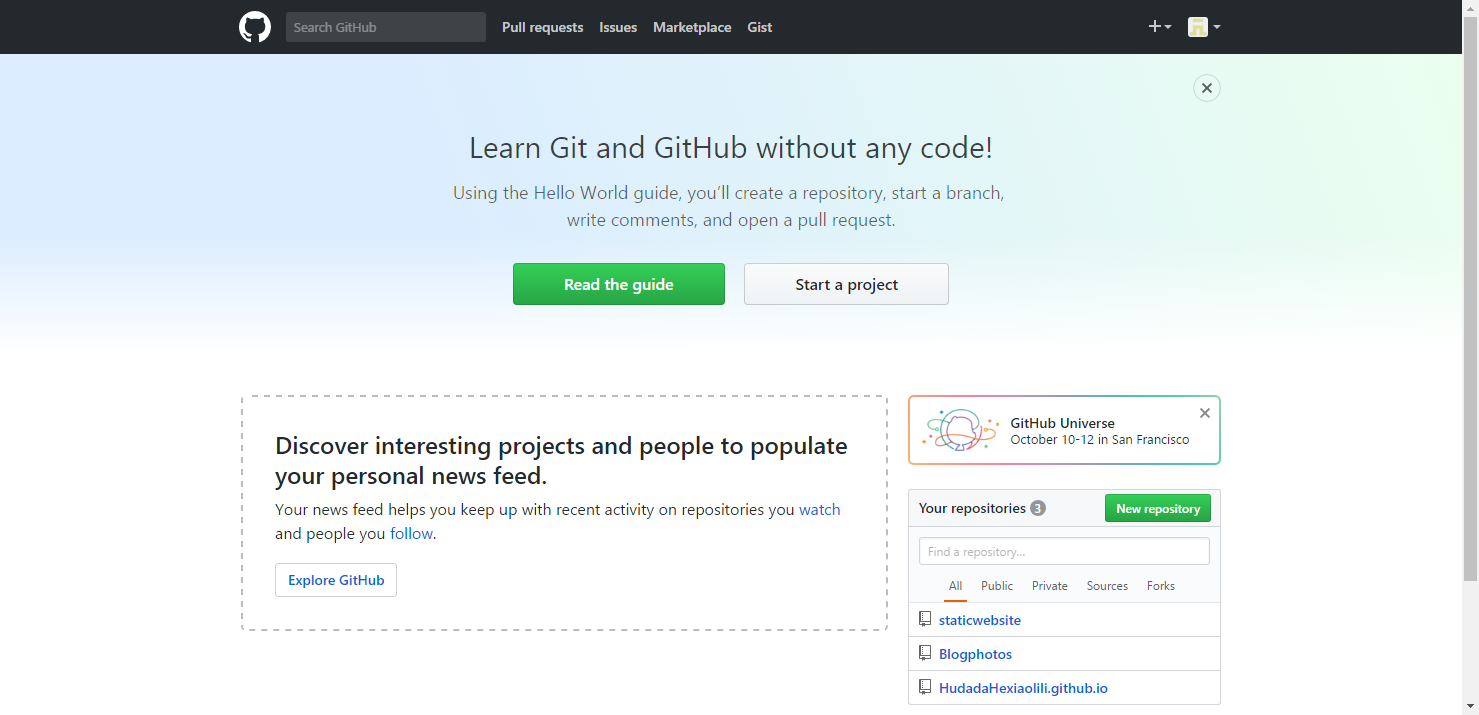 Search GitHub
Pull requests
Issues
Marketplace
Gist
Learn Git and GitHub without any code!
Using the Hello World guide, you’ll create a repository, start a branch,
write comments, and open a pull request.
Read the guide
Start a project
Discover interesting projects and people to populate
your personal news feed.
Your news feed helps you keep up with recent activity on repositories you watch
and people you follow.
Explore GitHub
GitHub Universe
October 10-12 in San Francisco
Your repositories 3
New repository
Find a repository…
All
Public
Private
Sources
Forks
staticwebsite
Blogphotos
HudadaHexiaolili.github.io